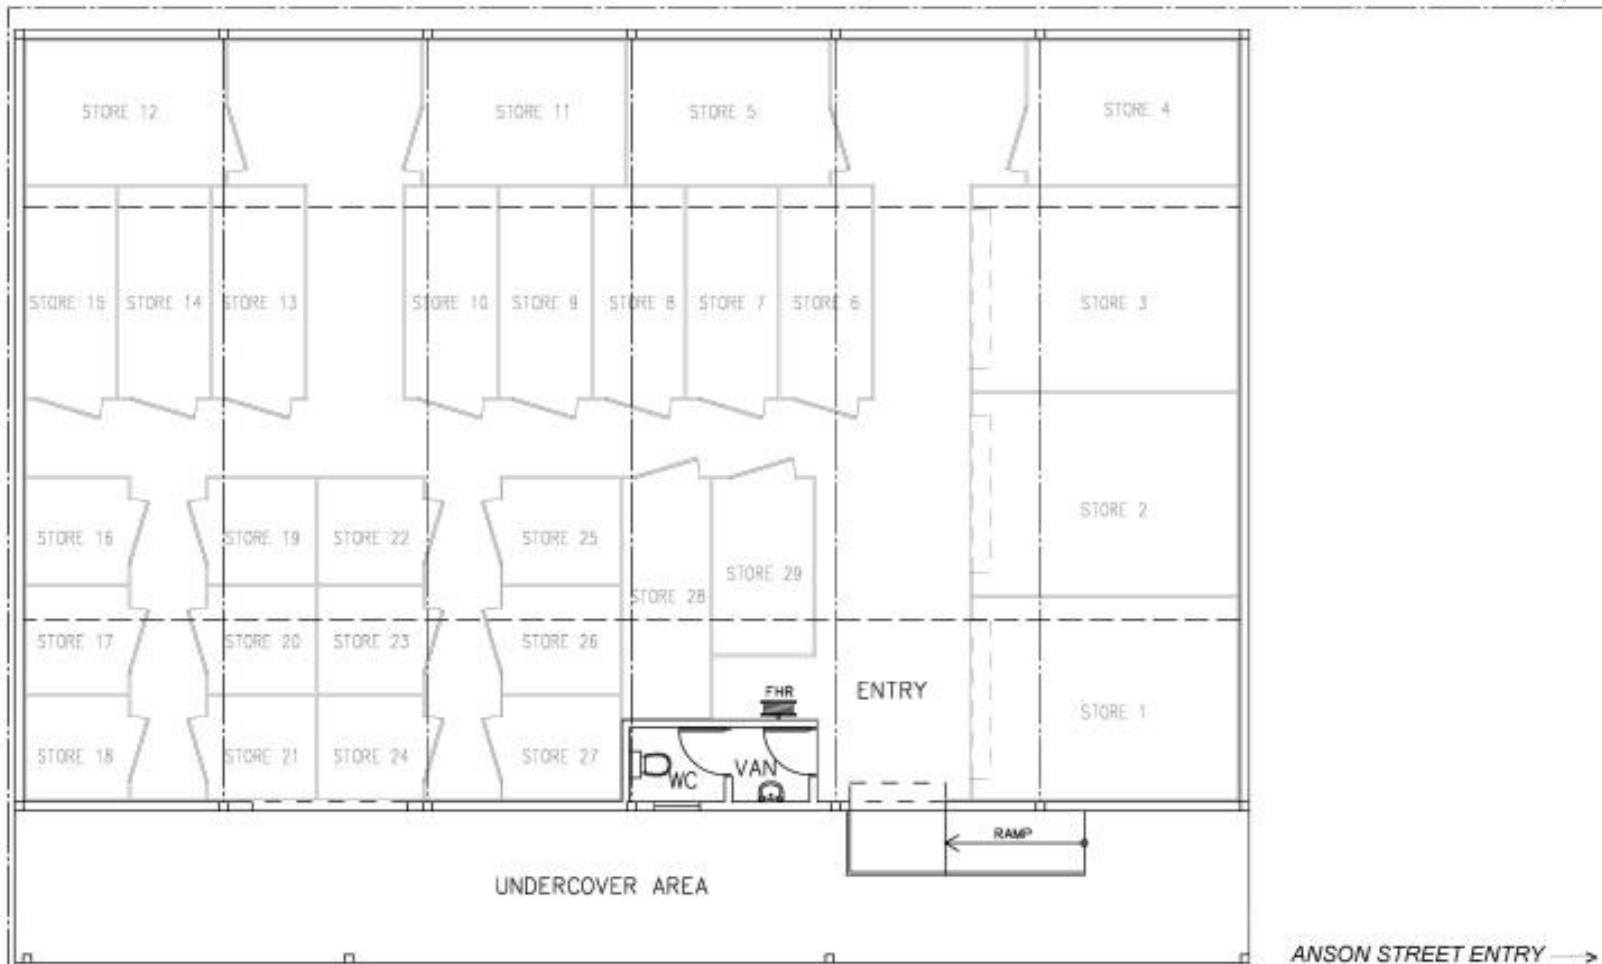 STORE 12
STORE 11
STORE 5
STORE 4
STORE 15
STORE 14
STORE 13
STORE 10
STORE 9
STORE 8
STORE 7
STORE 6
STORE 3
STORE 2
STORE 16
STORE 19
STORE 22
STORE 25
STORE 29
STORE 28
STORE 17
STORE 20
STORE 23
STORE 26
FHR
ENTRY
STORE 1
STORE 18
STORE 21
STORE 24
STORE 27
WC
VAN
RAMP
UNDERCOVER AREA
ANSON STREET ENTRY